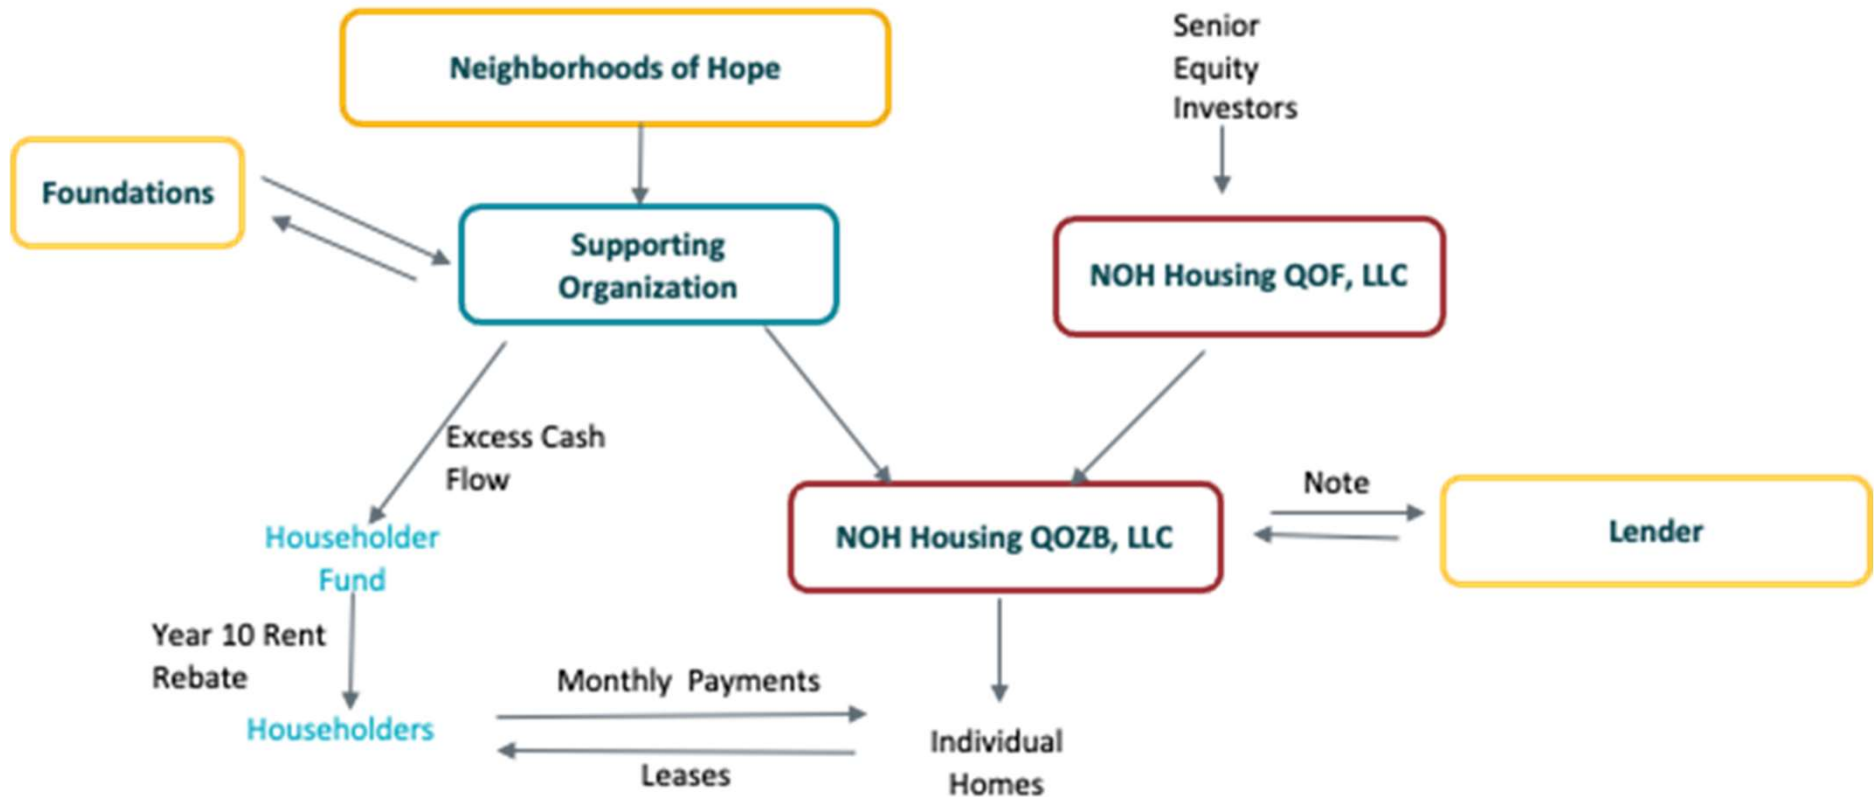 Neighborhoods of Hope
Senior
Equity
Investors
Foundations
Supporting
Organization
NOH Housing QOF, LLC
Excess Cash
Flow
Note
Householder
Fund
NOH Housing QOZB, LLC
Lender
Year 10 Rent
Rebate
Monthly Payments
Householders
Leases
Individual
Homes